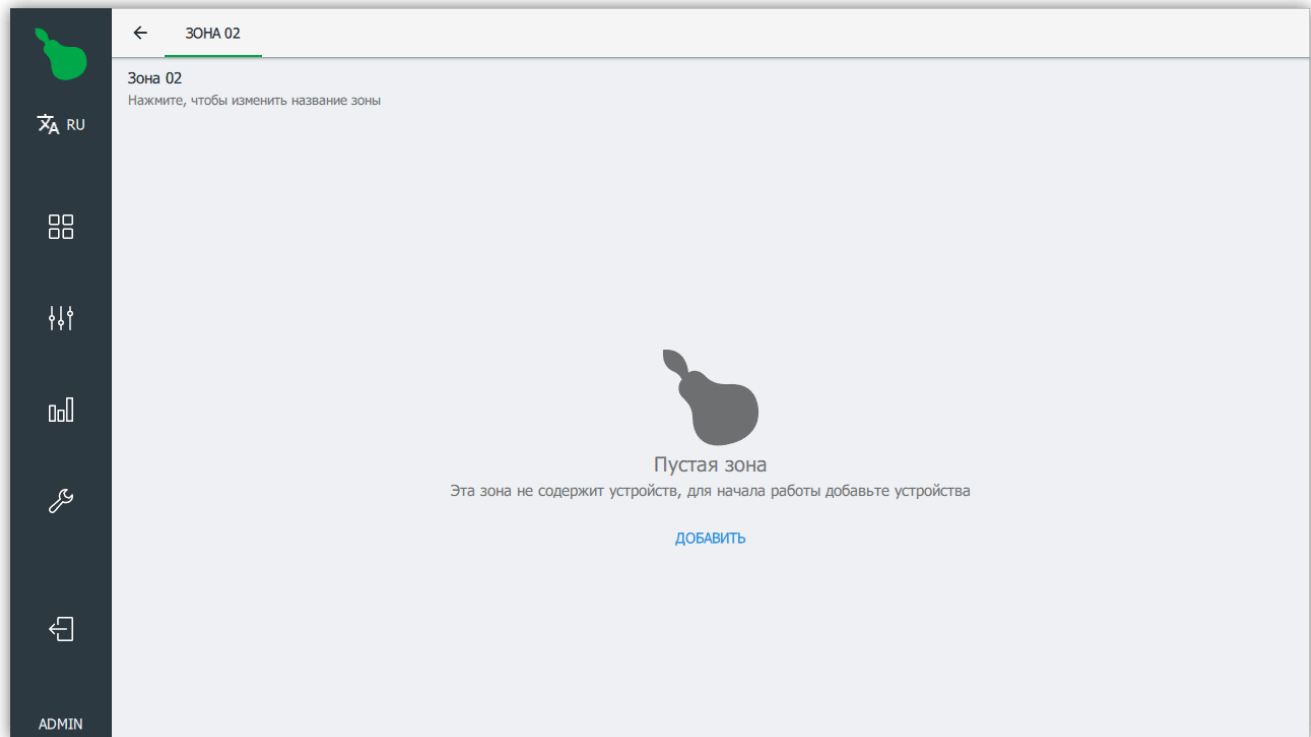 ЗОНА 02
Зона 02
Нажмите, чтобы изменить название зоны
RU
Пустая зона
Эта зона не содержит устройств, для начала работы добавьте устройства
ДОБАВИТЬ
ADMIN